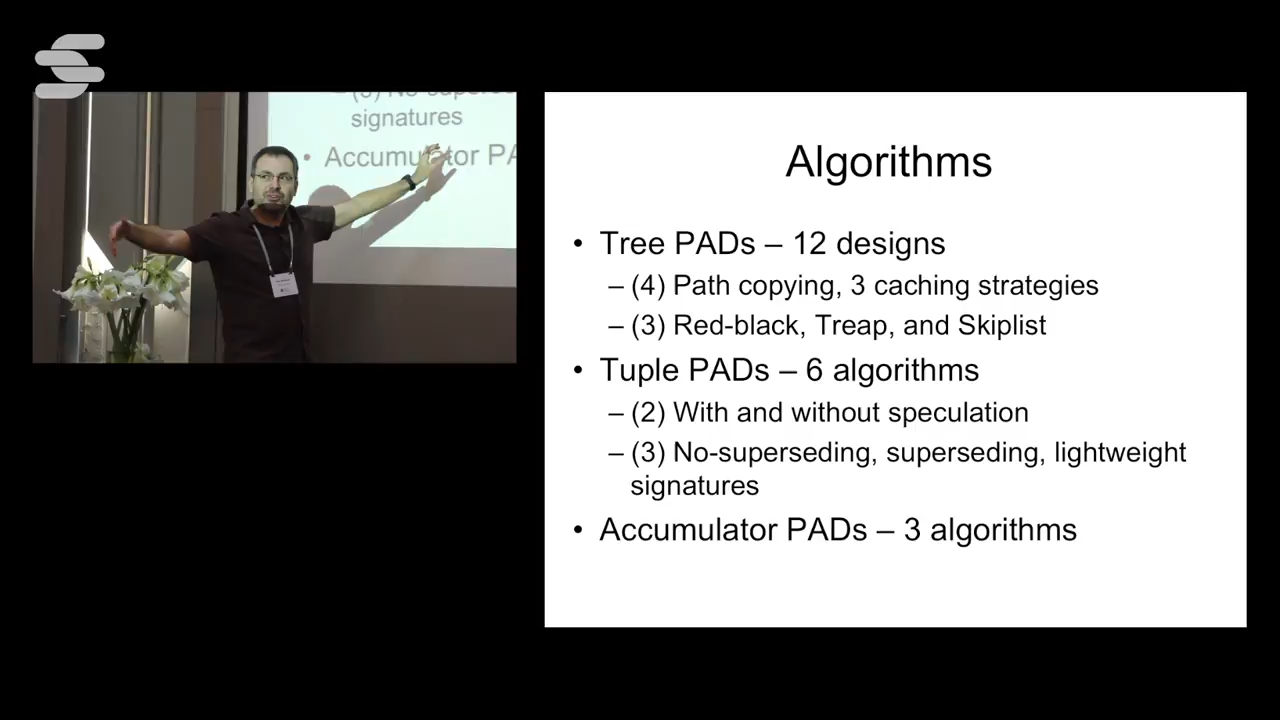 signatures
• Accumulator PA
Algorithms
• Tree PADs – 12 designs
– (4) Path copying, 3 caching strategies
– (3) Red-black, Treap, and Skiplist
• Tuple PADs – 6 algorithms
– (2) With and without speculation
– (3) No-superseding, superseding, lightweight
signatures
• Accumulator PADs – 3 algorithms